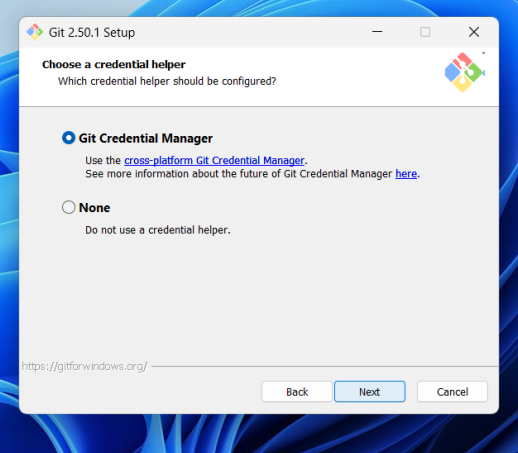 Git 2.50.1 Setup
Choose a credential helper
Which credential helper should be configured?
Git Credential Manager
Use the cross-platform Git Credential Manager.
See more information about the future of Git Credential Manager here.
None
Do not use a credential helper.
https://gitforwindows.org/
Back Next Cancel